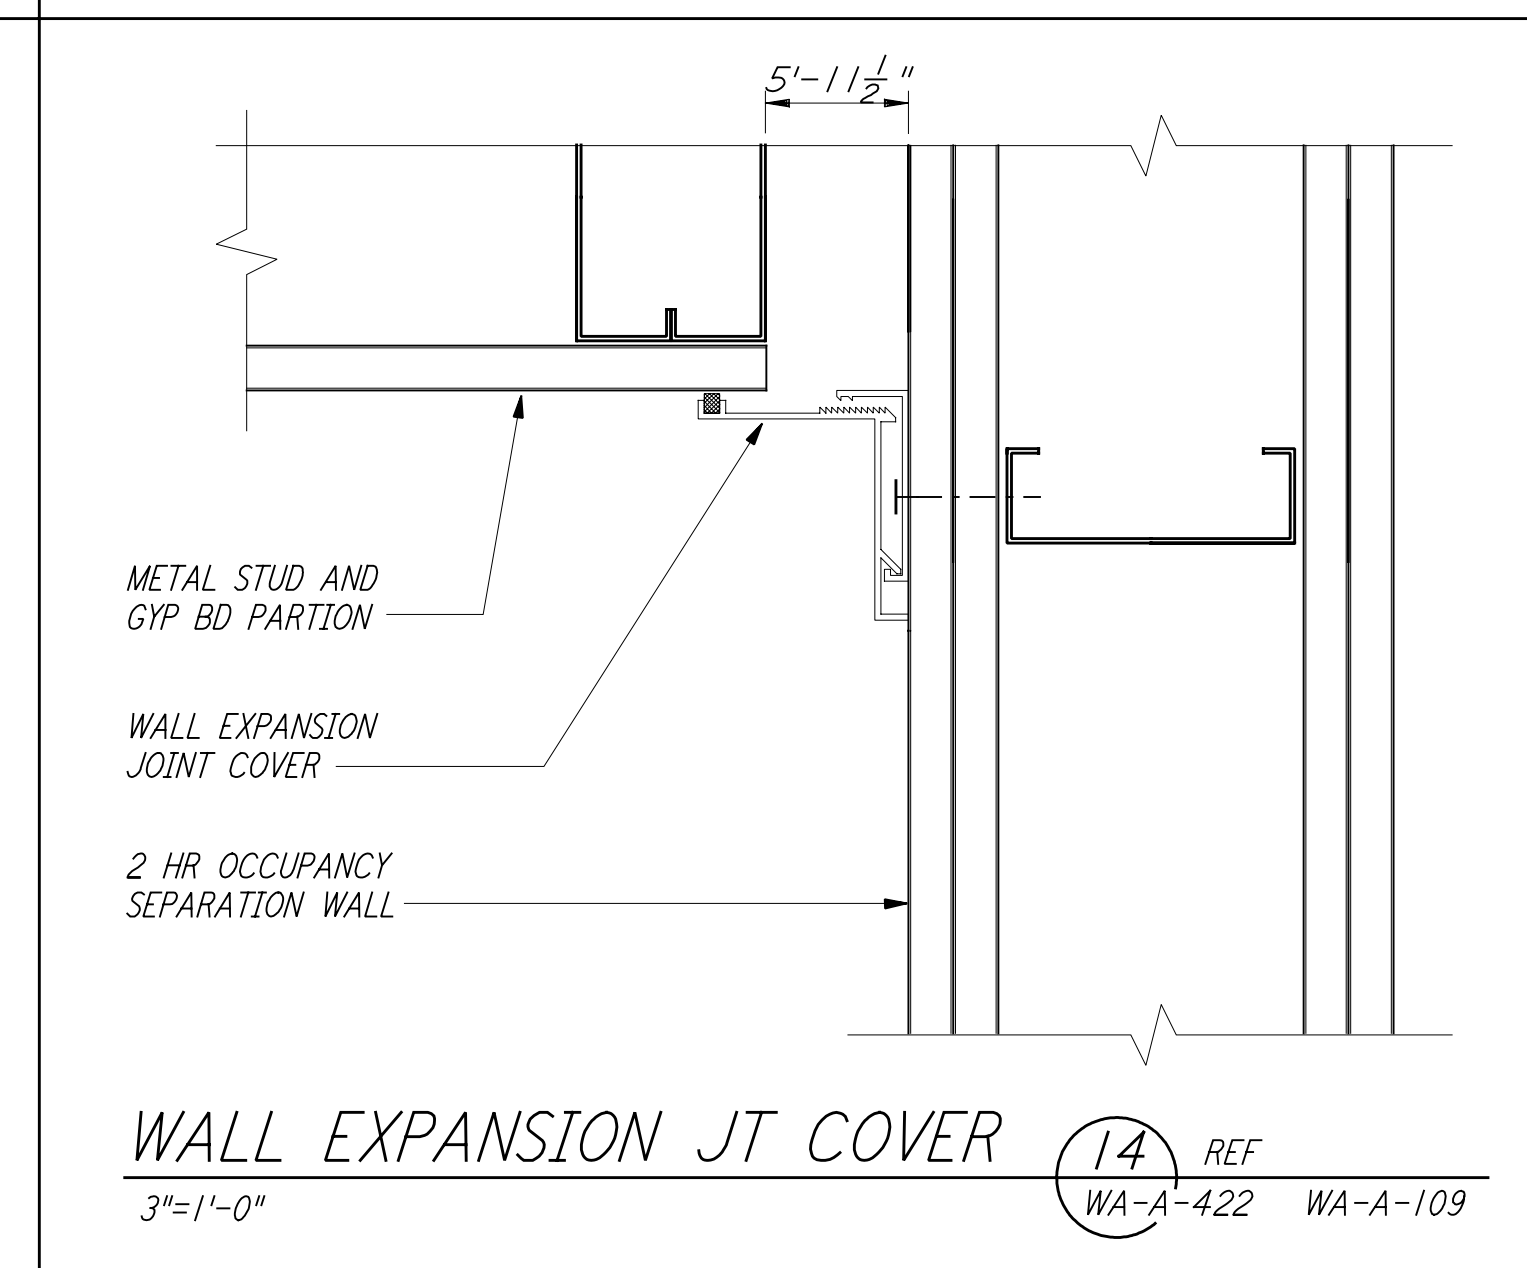 5'-11 1/2"
METAL STUD AND
GYP BD PARTION
WALL EXPANSION
JOINT COVER
2 HR OCCUPANCY
SEPARATION WALL
WALL EXPANSION JT COVER
14 REF
3"=1'-0"
WA-A-422 WA-A-109